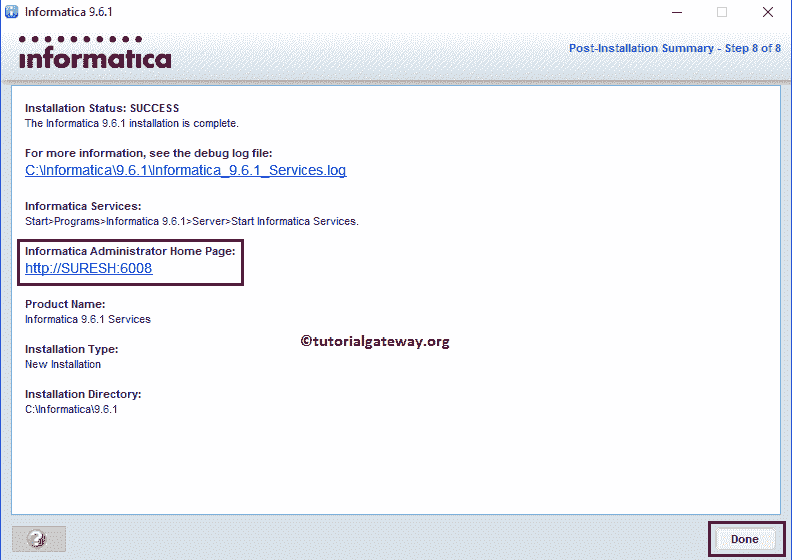 Informatica 9.6.1
informatica
Post-Installation Summary - Step 8 of 8
Installation Status: SUCCESS
The Informatica 9.6.1 installation is complete.
For more information, see the debug log file:
C:\Informatica\9.6.1\Informatica_9.6.1_Services.log
Informatica Services:
Start>Programs>Informatica 9.6.1>Server>Start Informatica Services.
Informatica Administrator Home Page:
http://SURESH:6008
Product Name:
Informatica 9.6.1 Services
©tutorialgateway.org
Installation Type:
New Installation
Installation Directory:
C:\Informatica\9.6.1
?
Done